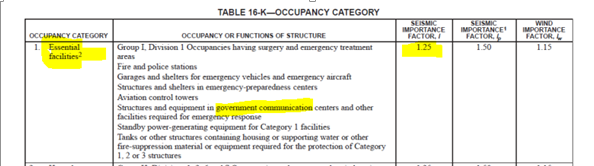 TABLE 16-K—OCCUPANCY CATEGORY
OCCUPANCY CATEGORY
OCCUPANCY OR FUNCTIONS OF STRUCTURE
SEISMIC IMPORTANCE FACTOR, I
SEISMIC IMPORTANCE1 FACTOR, Ip
WIND IMPORTANCE FACTOR, Iw
1. Essential facilities2
Group I, Division 1 Occupancies having surgery and emergency treatment
areas
Fire and police stations
Garages and shelters for emergency vehicles and emergency aircraft
Structures and shelters in emergency-preparedness centers
Aviation control towers
Structures and equipment in government communication centers and other
facilities required for emergency response
Standby power-generating equipment for Category 1 facilities
Tanks or other structures containing housing or supporting water or other
fire-suppression material or equipment required for the protection of Category
1, 2 or 3 structures
1.25
1.50
1.15